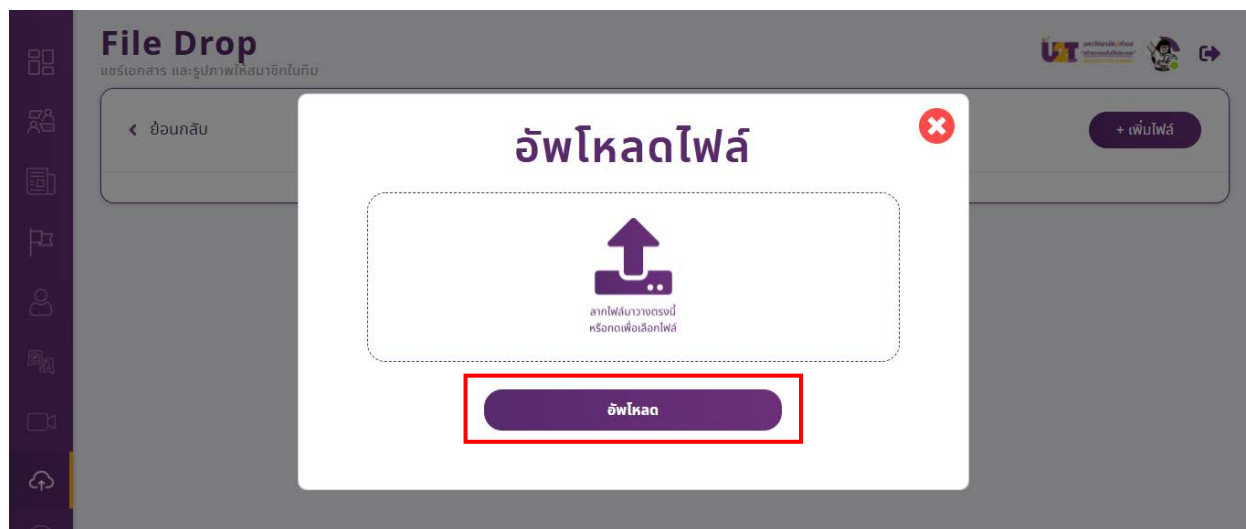 File Drop
แชร์เอกสาร และรูปภาพให้สมาชิกในทีม
U2T
ย้อนกลับ
+ เพิ่มไฟล์
อัพโหลดไฟล์
ลากไฟล์มาวางตรงนี้
หรือกดเพื่อเลือกไฟล์
อัพโหลด